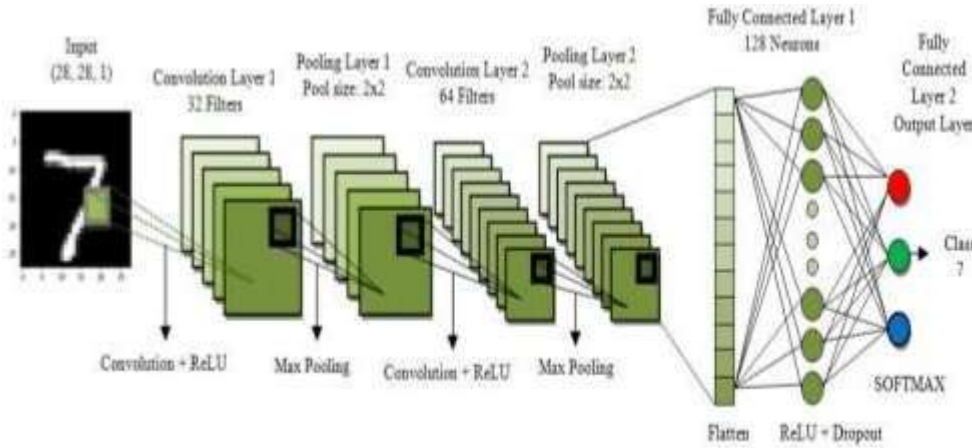 Input
(28, 28, 1)
Convolution Layer 1
32 Filters
Pooling Layer 1
Pool size: 2x2
Convolution Layer 2
64 Filters
Pooling Layer 2
Pool size: 2x2
Fully Connected Layer 1
128 Neurons
Fully
Connected
Layer 2
Output Layer
Convolution + ReLU
Max Pooling
Convolution + ReLU
Max Pooling
Flatten
ReLU + Dropout
SOFTMAX
Class
7